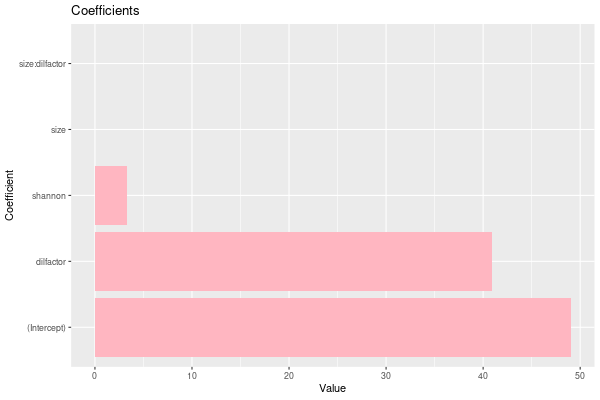 Coefficients
Coefficient
size:dilfactor
size
shannon
dilfactor
(Intercept)
0 10 20 30 40 50
Value